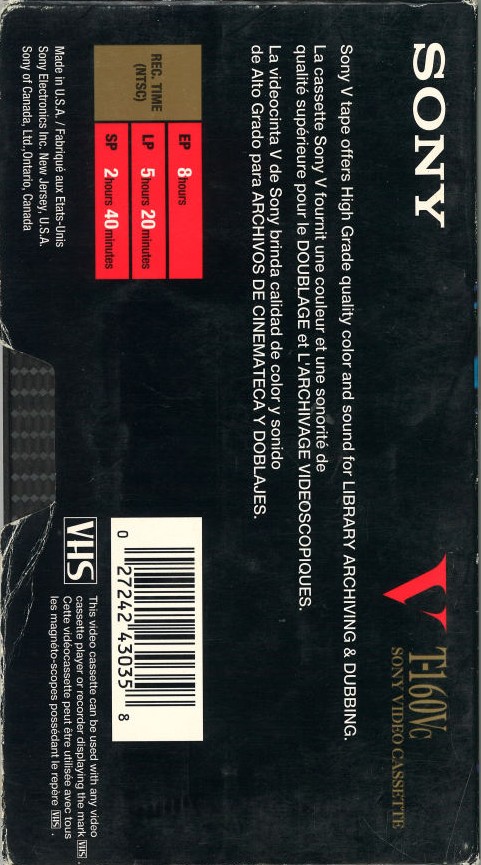 SONY
V T-160Vc
SONY VIDEO CASSETTE
Sony V tape offers High Grade quality color and sound for LIBRARY ARCHIVING & DUBBING.
La cassette Sony V fournit une couleur et une sonorité de
qualité supérieure pour le DOUBLAGE et L'ARCHIVAGE VIDEOSCOPIQUES.
La videocinta V de Sony brinda calidad de color y sonido
de Alto Grado para ARCHIVOS DE CINEMATECA Y DOBLAJES.
REC. TIME
(NTSC)
EP 8 hours
LP 5 hours 20 minutes
SP 2 hours 40 minutes
Made in U.S.A. / Fabriqué aux Etats-Unis
Sony Electronics Inc. New Jersey, U.S.A.
Sony of Canada, Ltd., Ontario, Canada
0 27242 43035 8
VHS
This video cassette can be used with any video
cassette player or recorder displaying the mark VHS.
Cette vidéocassette peut être utilisée avec tous
les magnéto-scopes possédant le repère VHS.